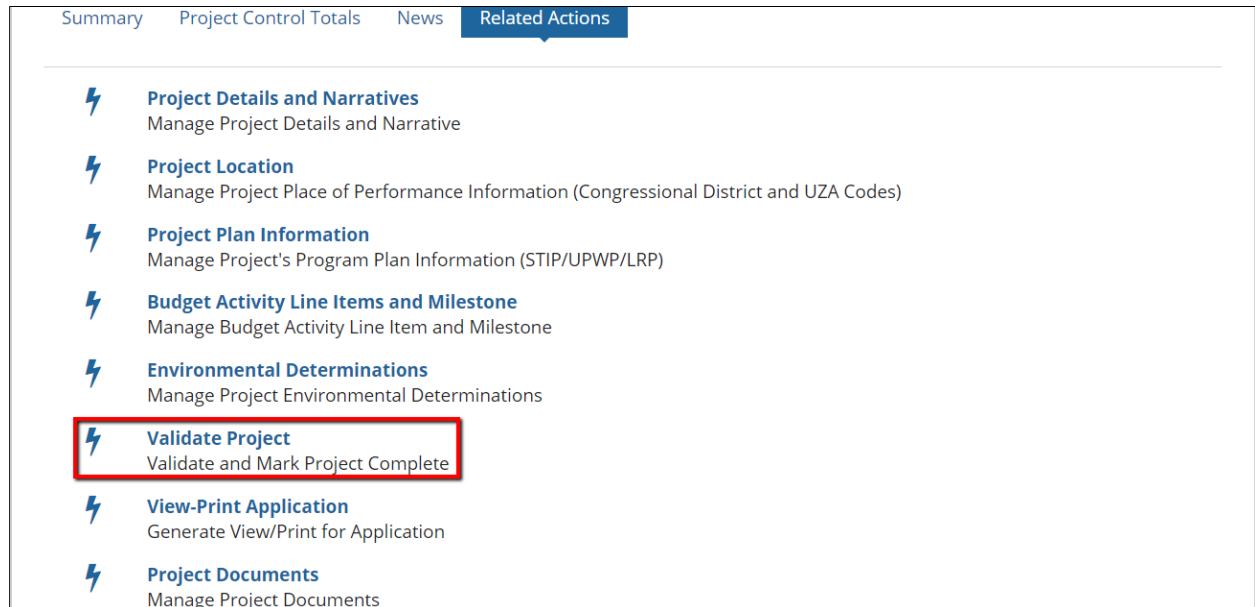 Summary Project Control Totals News Related Actions
Project Details and Narratives
Manage Project Details and Narrative
Project Location
Manage Project Place of Performance Information (Congressional District and UZA Codes)
Project Plan Information
Manage Project's Program Plan Information (STIP/UPWP/LRP)
Budget Activity Line Items and Milestone
Manage Budget Activity Line Item and Milestone
Environmental Determinations
Manage Project Environmental Determinations
Validate Project
Validate and Mark Project Complete
View-Print Application
Generate View/Print for Application
Project Documents
Manage Project Documents